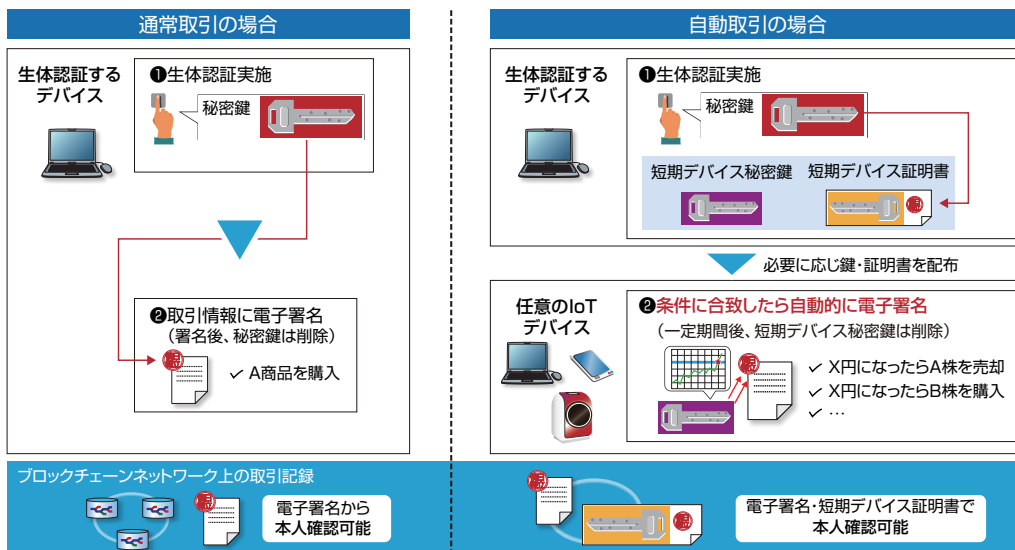 通常取引の場合
生体認証する
デバイス
❶生体認証実施
秘密鍵
❷取引情報に電子署名
（署名後、秘密鍵は削除）
✓ A商品を購入
自動取引の場合
生体認証する
デバイス
❶生体認証実施
秘密鍵
短期デバイス秘密鍵
短期デバイス証明書
必要に応じ鍵・証明書を配布
任意のIoT
デバイス
❷条件に合致したら自動的に電子署名
（一定期間後、短期デバイス秘密鍵は削除）
✓ X円になったらA株を売却
✓ X円になったらB株を購入
✓ …
ブロックチェーンネットワーク上の取引記録
電子署名から
本人確認可能
電子署名・短期デバイス証明書で
本人確認可能